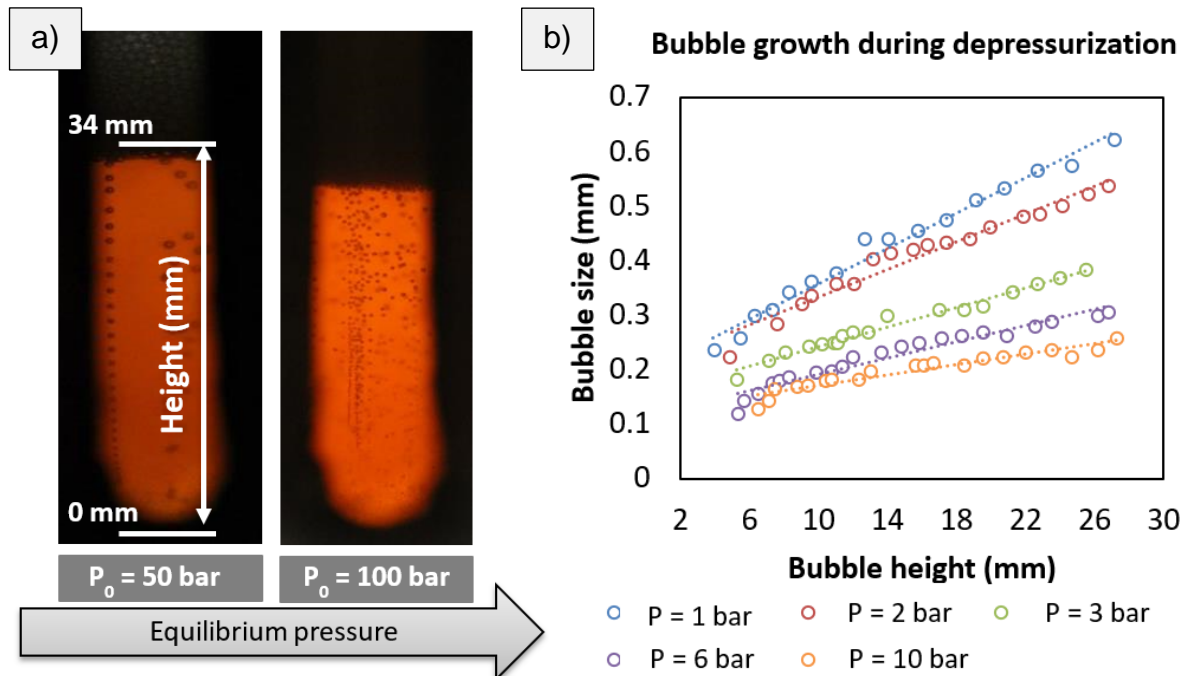 a)
34 mm
Height (mm)
0 mm
P₀ = 50 bar
P₀ = 100 bar
Equilibrium pressure
b)
Bubble growth during depressurization
Bubble size (mm)
0.7
0.6
0.5
0.4
0.3
0.2
0.1
0
2 6 10 14 18 22 26 30
Bubble height (mm)
P = 1 bar P = 2 bar P = 3 bar
P = 6 bar P = 10 bar